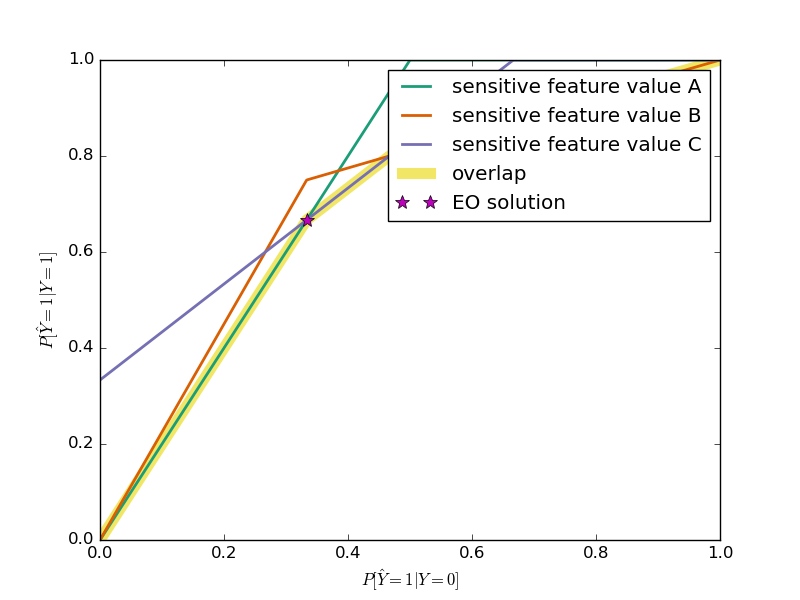 1.0
0.8
0.6
0.4
0.2
0.0
0.0 0.2 0.4 0.6 0.8 1.0
P[Ŷ=1|Y=1]
P[Ŷ=1|Y=0]
sensitive feature value A
sensitive feature value B
sensitive feature value C
overlap
EO solution